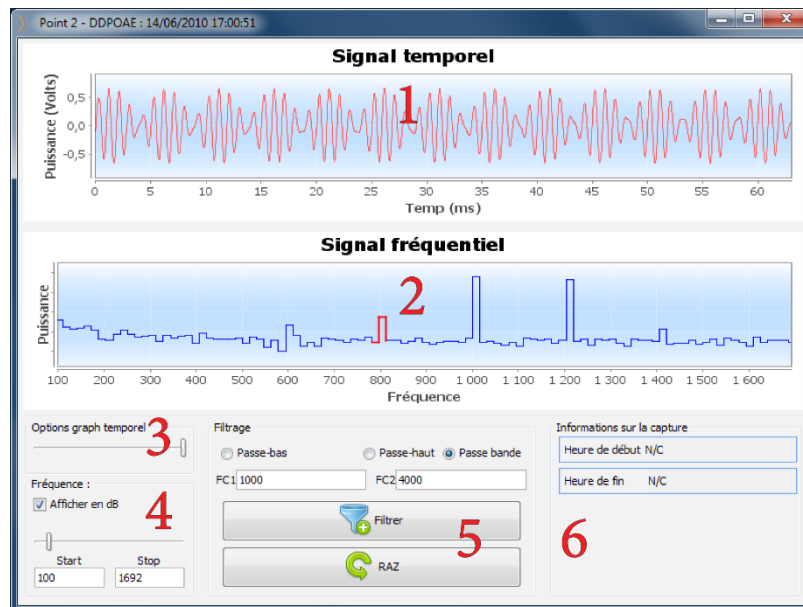 Point 2 - DDPOAE : 14/06/2010 17:00:51
Signal temporel
Puissance (Volts)
0,5
0,0
-0,5
1
0 5 10 15 20 25 30 35 40 45 50 55 60
Temp (ms)
Signal fréquentiel
Puissance
2
100 200 300 400 500 600 700 800 900 1 000 1 100 1 200 1 300 1 400 1 500 1 600
Fréquence
Options graph temporel
3
Fréquence :
Afficher en dB
4
Start Stop
100 1692
Filtrage
Passe-bas Passe-haut Passe bande
FC1 1000 FC2 4000
Filtrer
5
RAZ
Informations sur la capture
Heure de début N/C
Heure de fin N/C
6